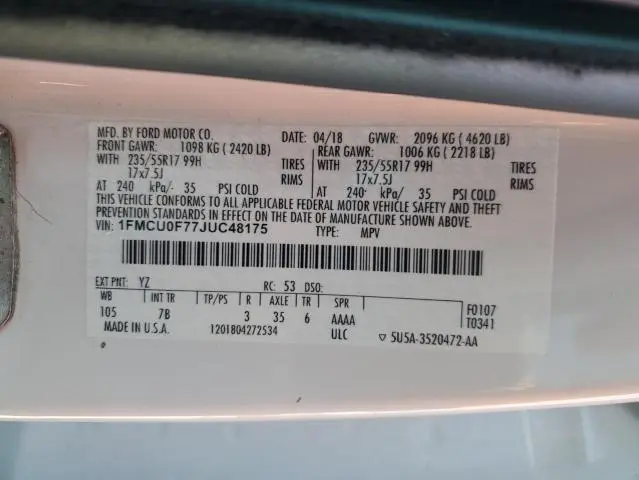 MFD. BY FORD MOTOR CO. DATE: 04/18 GVWR: 2096 KG ( 4620 LB)
FRONT GAWR: 1098 KG ( 2420 LB) REAR GAWR: 1006 KG ( 2218 LB)
WITH 235/55R17 99H TIRES WITH 235/55R17 99H TIRES
17x7.5J RIMS 17x7.5J RIMS
AT 240 kPa/ 35 PSI COLD AT 240 kPa/ 35 PSI COLD
THIS VEHICLE CONFORMS TO ALL APPLICABLE FEDERAL MOTOR VEHICLE SAFETY AND THEFT
PREVENTION STANDARDS IN EFFECT ON THE DATE OF MANUFACTURE SHOWN ABOVE.
VIN: 1FMCU0F77JUC48175 TYPE: MPV
EXT PNT: YZ RC: 53 DSO:
WB INT TR TP/PS R AXLE TR SPR F0107
105 7B 3 35 6 AAAA T0341
MADE IN U.S.A. 1201804272534 ULC ▽ 5U5A-3520472-AA